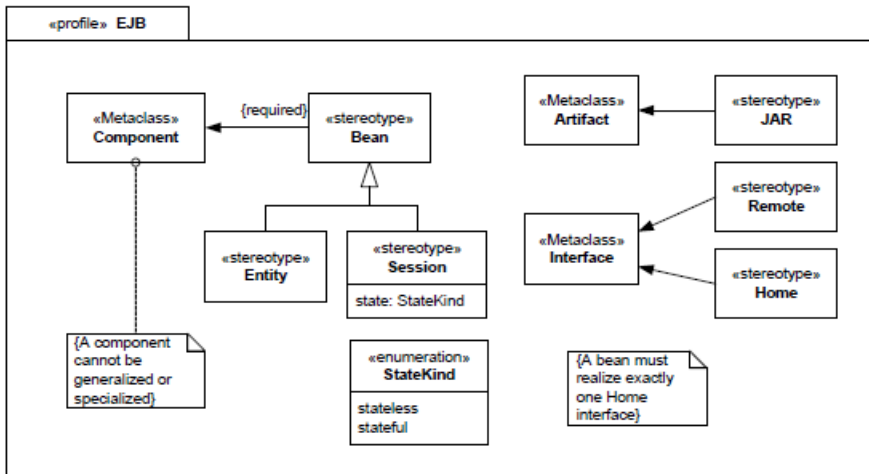 «profile» EJB
«Metaclass»
Component
{required}
«stereotype»
Bean
«Metaclass»
Artifact
«stereotype»
JAR
«stereotype»
Remote
«Metaclass»
Interface
«stereotype»
Home
«stereotype»
Entity
«stereotype»
Session
state: StateKind
{A component
cannot be
generalized or
specialized}
«enumeration»
StateKind
stateless
stateful
{A bean must
realize exactly
one Home
interface}